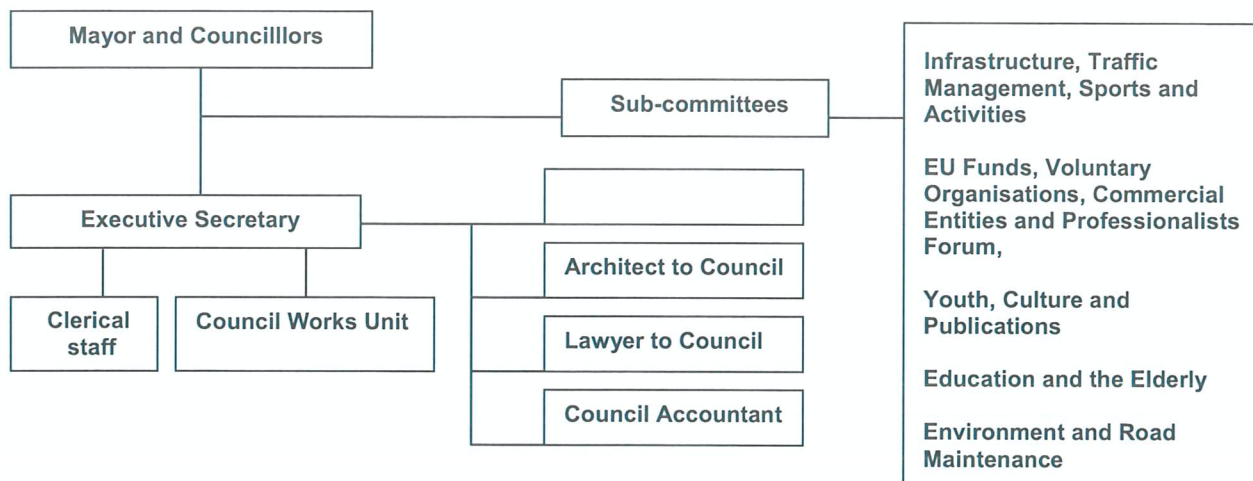 Mayor and Councilllors
Sub-committees
Infrastructure, Traffic
Management, Sports and
Activities
EU Funds, Voluntary
Organisations, Commercial
Entities and Professionalists
Forum,
Youth, Culture and
Publications
Education and the Elderly
Environment and Road
Maintenance
Executive Secretary
Clerical
staff
Council Works Unit
Architect to Council
Lawyer to Council
Council Accountant